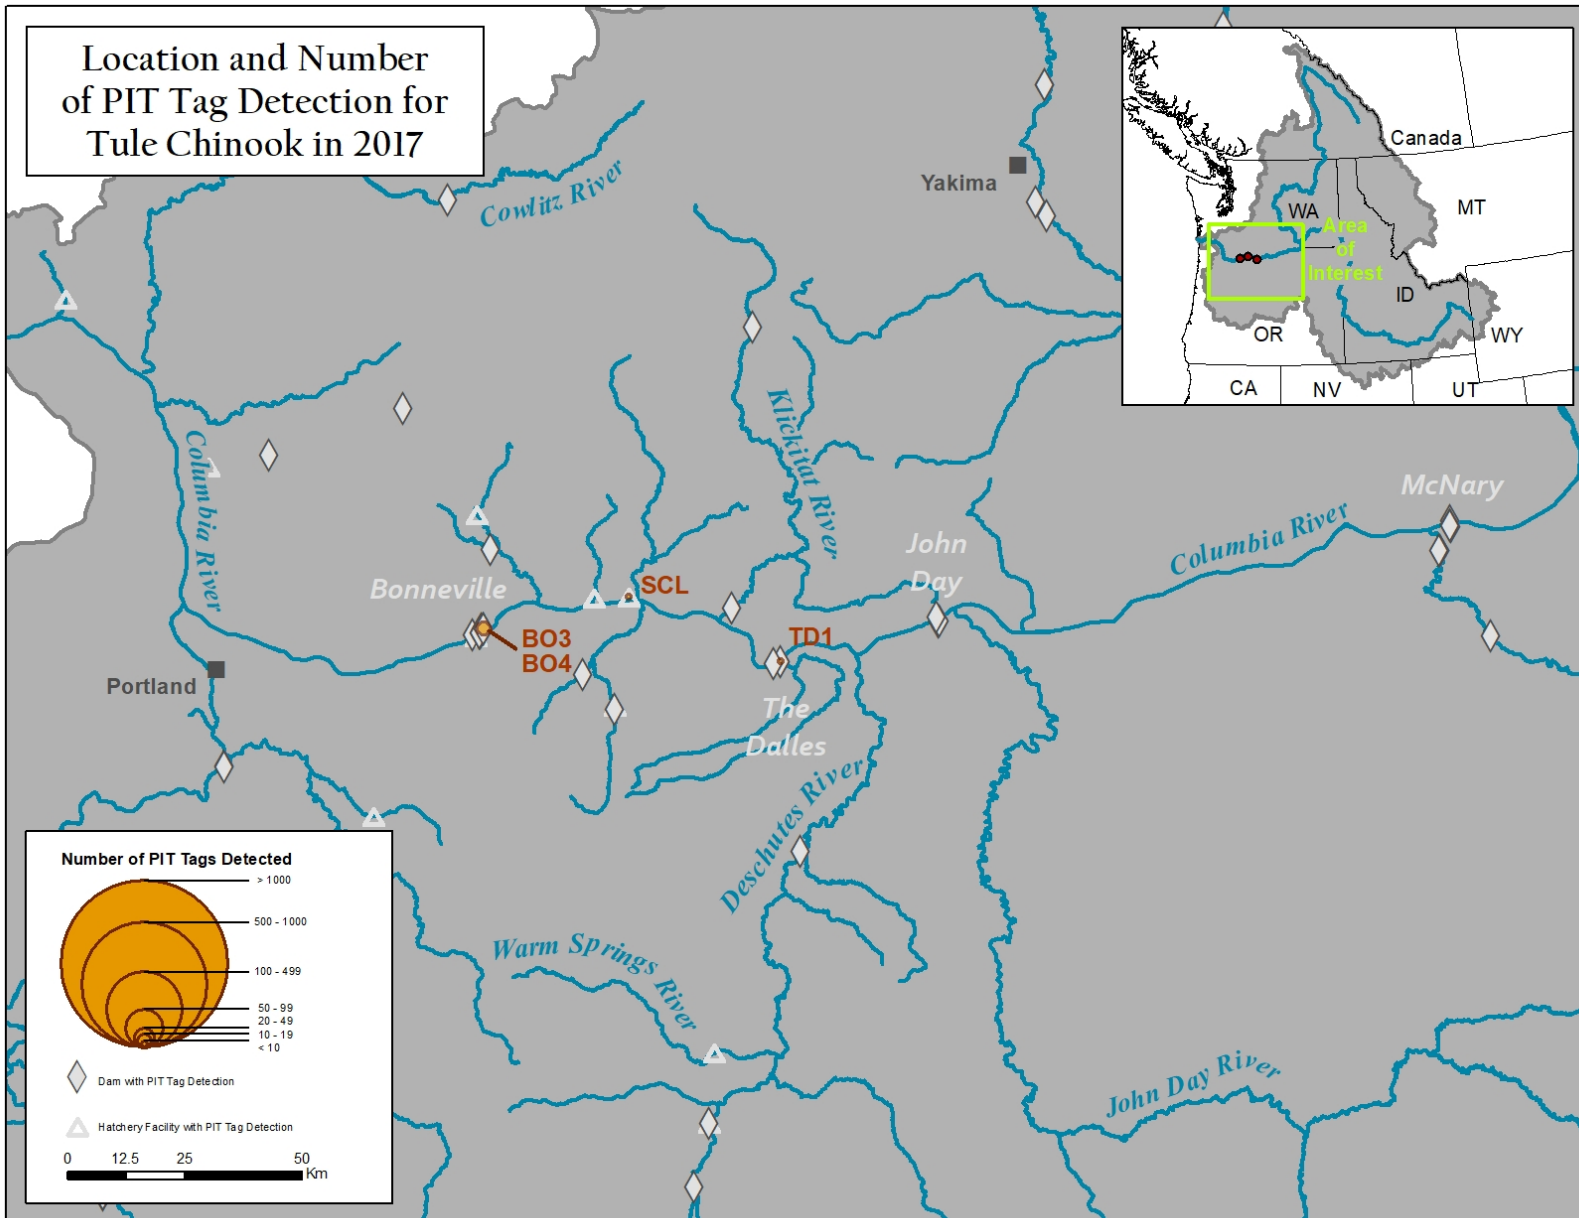 Location and Number
of PIT Tag Detection for
Tule Chinook in 2017
Cowlitz River
Yakima
Canada
WA
MT
Area
of
Interest
ID
OR
WY
CA
NV
UT
Klickitat River
Columbia River
McNary
Columbia River
John
Day
Bonneville
SCL
BO3
BO4
TD1
Portland
The
Dalles
Deschutes River
Warm Springs River
John Day River
Number of PIT Tags Detected
> 1000
500 - 1000
100 - 499
50 - 99
20 - 49
10 - 19
< 10
Dam with PIT Tag Detection
Hatchery Facility with PIT Tag Detection
0 12.5 25 50
Km